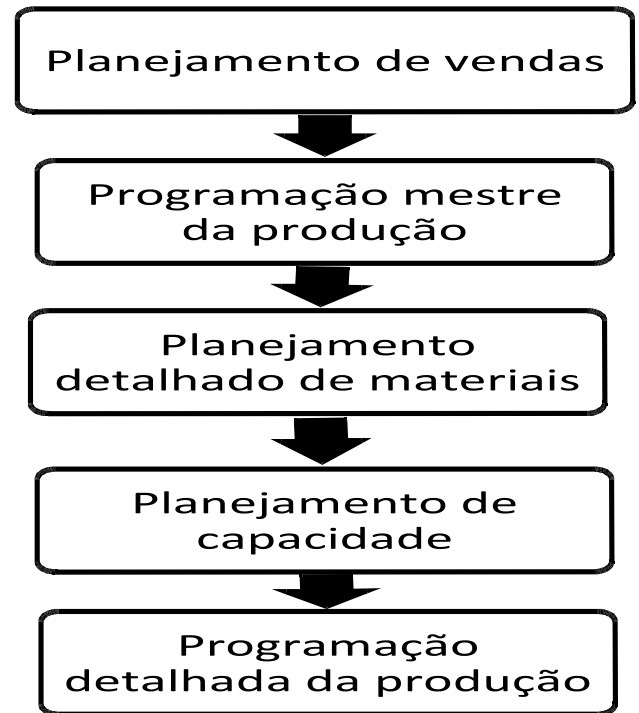 Planejamento de vendas
Programação mestre
da produção
Planejamento
detalhado de materiais
Planejamento de
capacidade
Programação
detalhada da produção